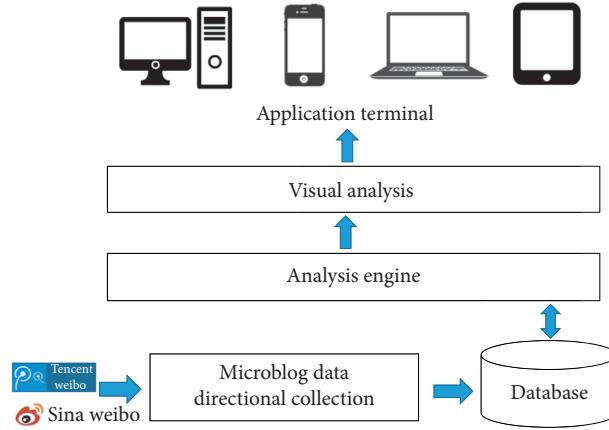 Application terminal
Visual analysis
Analysis engine
Tencent
weibo
Sina weibo
Microblog data
directional collection
Database